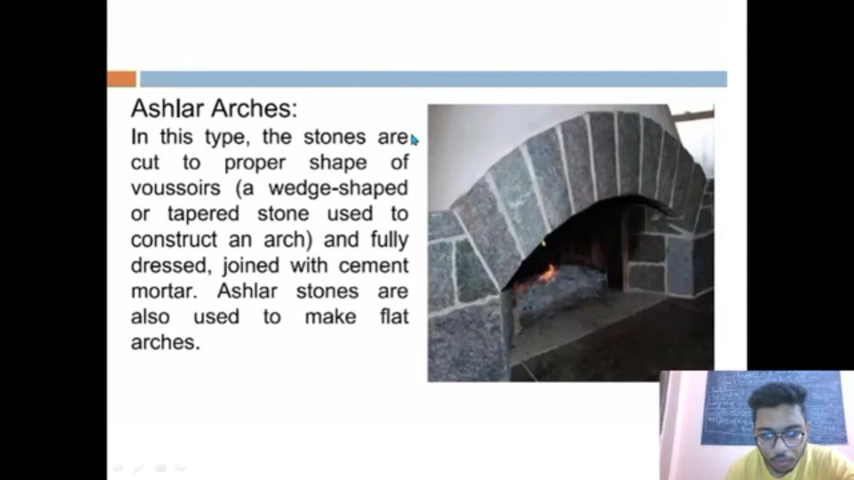 Ashlar Arches:
In this type, the stones are
cut to proper shape of
voussoirs (a wedge-shaped
or tapered stone used to
construct an arch) and fully
dressed, joined with cement
mortar. Ashlar stones are
also used to make flat
arches.